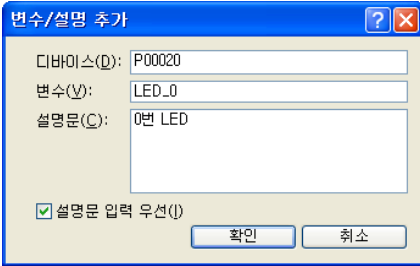 변수/설명 추가
디바이스(D): P00020
변수(V): LED_0
설명문(C): 0번 LED
설명문 입력 우선(I)
확인 취소